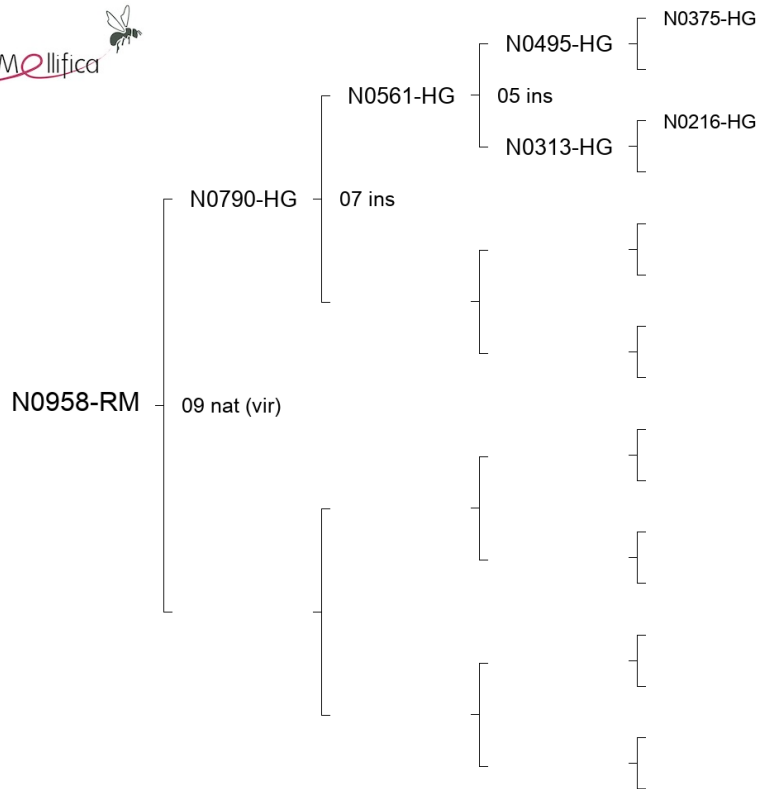 Mellifica
N0375-HG
N0495-HG
N0561-HG
05 ins
N0216-HG
N0313-HG
N0790-HG
07 ins
N0958-RM
09 nat (vir)